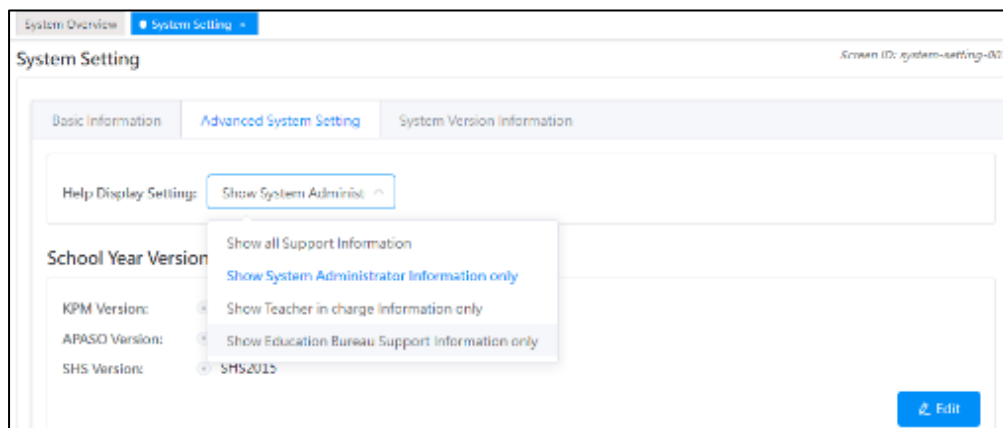 System Overview System Setting ×
System Setting
Screen ID: system-setting-00
Basic Information Advanced System Setting System Version Information
Help Display Setting: Show System Administ
Show all Support Information
School Year Version
Show System Administrator Information only
KPM Version: Show Teacher in charge Information only
APASO Version: Show Education Bureau Support Information only
SHS Version: SHS2015
Edit